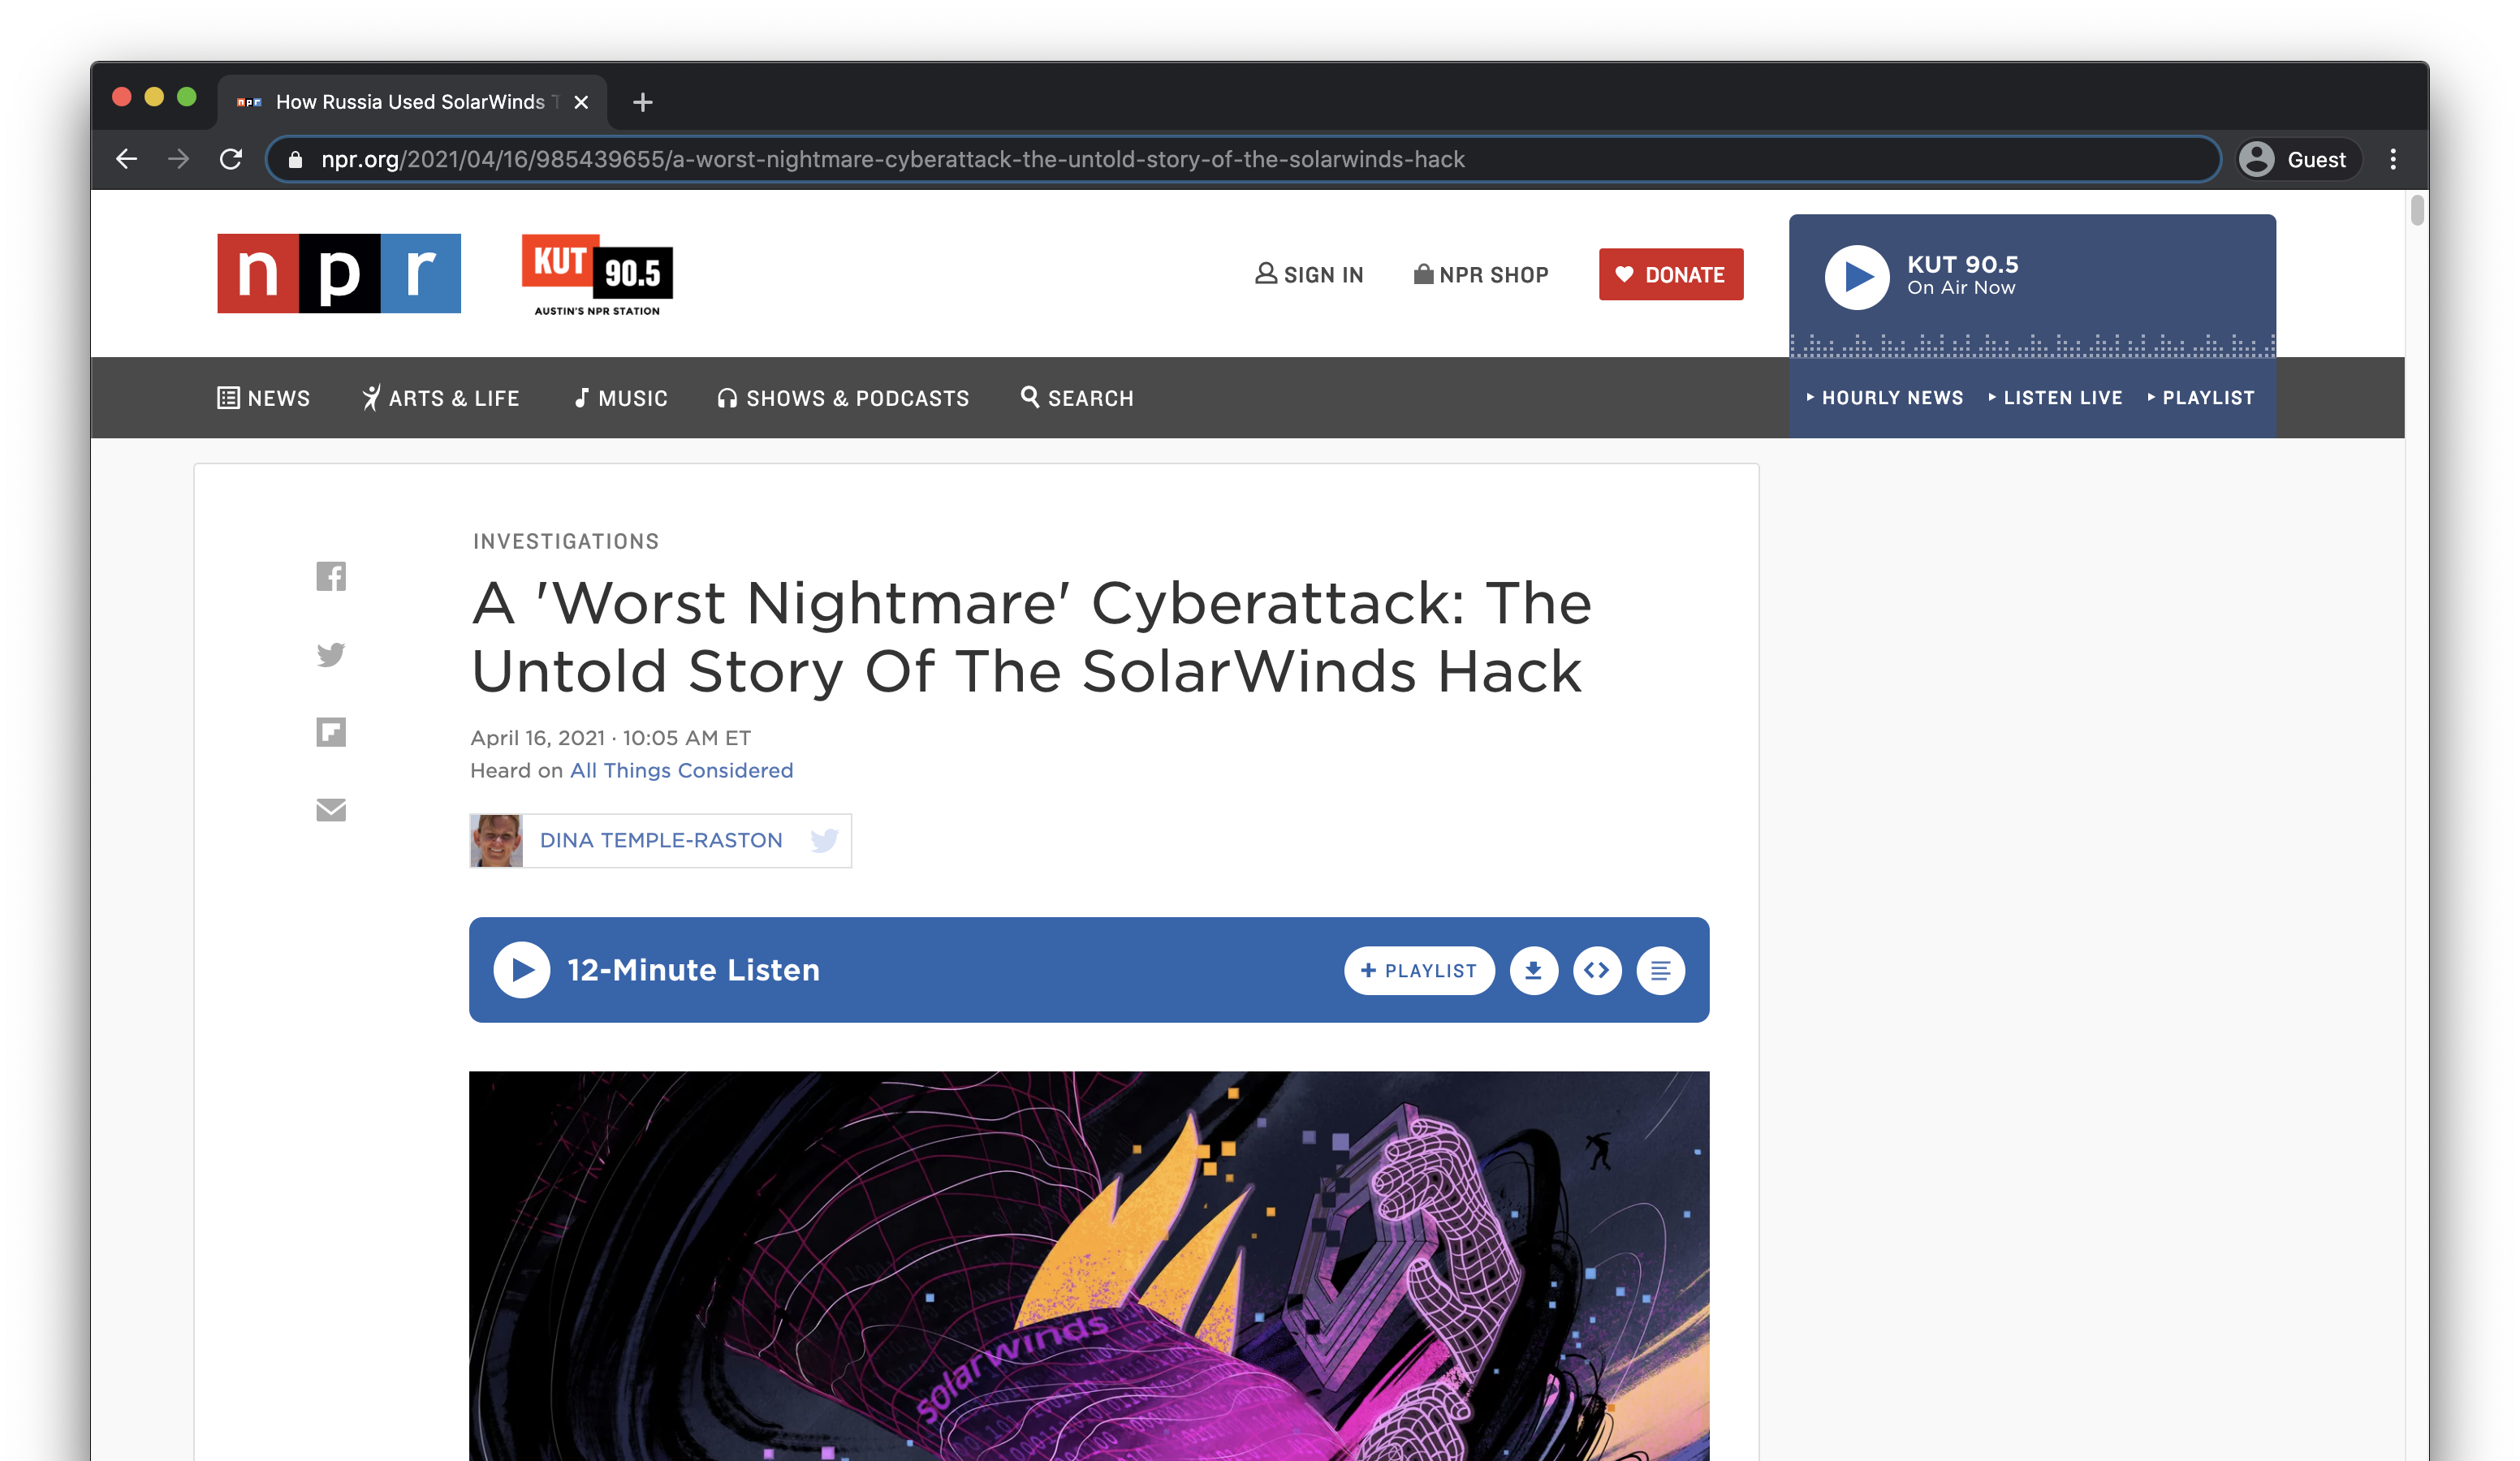 How Russia Used SolarWinds
npr.org/2021/04/16/985439655/a-worst-nightmare-cyberattack-the-untold-story-of-the-solarwinds-hack
Guest
npr
KUT 90.5
AUSTIN'S NPR STATION
SIGN IN
NPR SHOP
DONATE
KUT 90.5
On Air Now
NEWS
ARTS & LIFE
MUSIC
SHOWS & PODCASTS
SEARCH
HOURLY NEWS
LISTEN LIVE
PLAYLIST
INVESTIGATIONS
A 'Worst Nightmare' Cyberattack: The
Untold Story Of The SolarWinds Hack
April 16, 2021 · 10:05 AM ET
Heard on All Things Considered
DINA TEMPLE-RASTON
12-Minute Listen
+ PLAYLIST
solarwinds